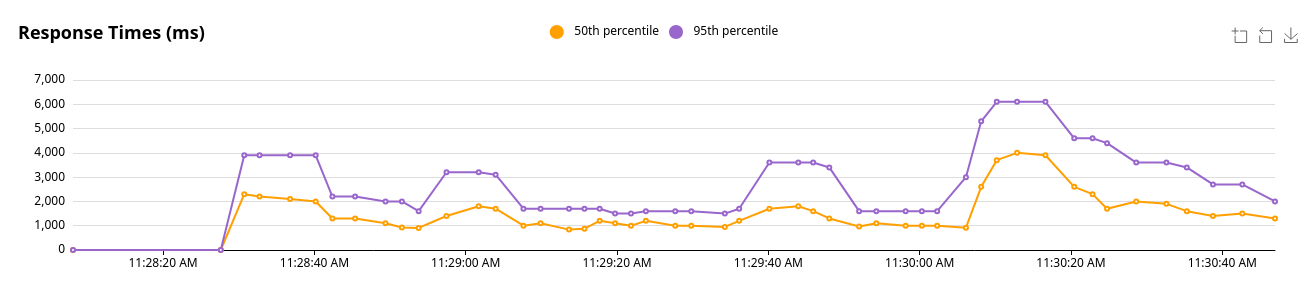 Response Times (ms)
50th percentile
95th percentile
7,000
6,000
5,000
4,000
3,000
2,000
1,000
0
11:28:20 AM
11:28:40 AM
11:29:00 AM
11:29:20 AM
11:29:40 AM
11:30:00 AM
11:30:20 AM
11:30:40 AM